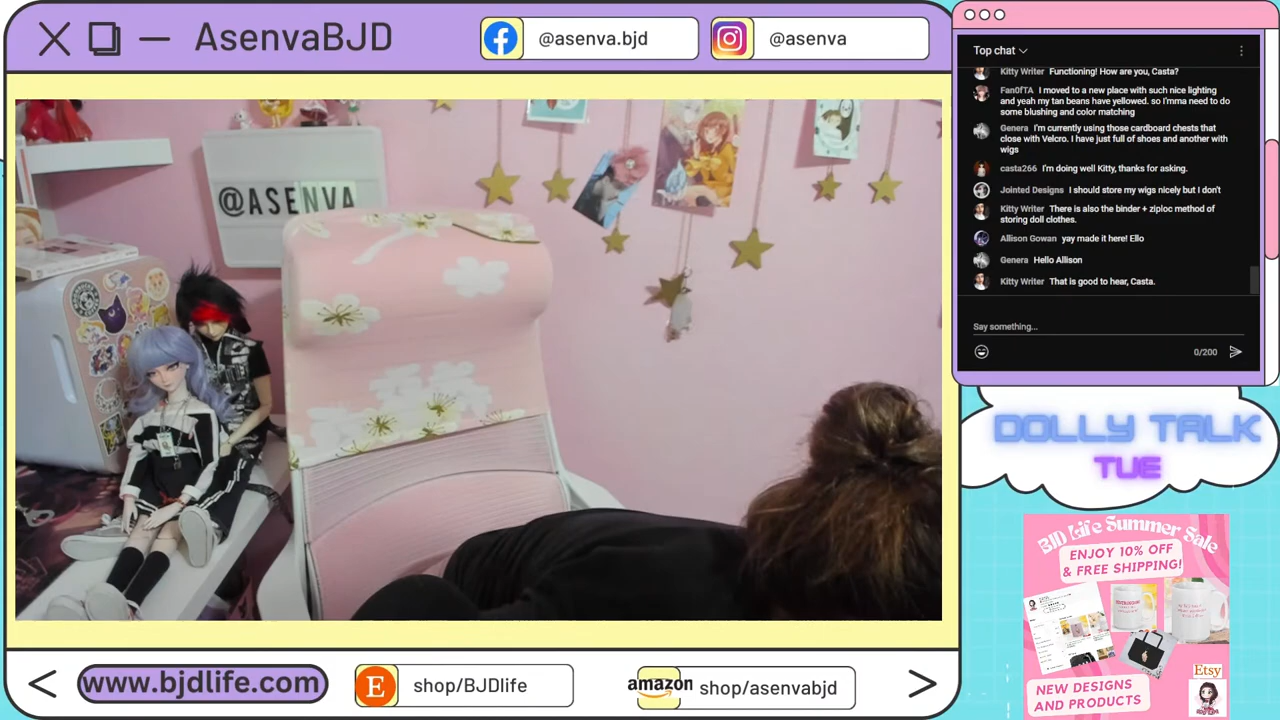 AsenvaBJD
@asenva.bjd
@asenva
@ASENVA
Top chat
Kitty Writer Functioning! How are you, Casta?
Fan0fTA I moved to a new place with such nice lighting
and yeah my tan beans have yellowed. so I'mma need to do
some blushing and color matching
Genera I'm currently using those cardboard chests that
close with Velcro. I have just full of shoes and another with
wigs
casta266 I'm doing well Kitty, thanks for asking.
Jointed Designs I should store my wigs nicely but I don't
Kitty Writer There is also the binder + ziploc method of
storing doll clothes.
Allison Gowan yay made it here! Ello
Genera Hello Allison
Kitty Writer That is good to hear, Casta.
Say something...
0/200
DOLLY TALK
TUE
BJD Life Summer Sale
ENJOY 10% OFF
& FREE SHIPPING!
NEW DESIGNS
AND PRODUCTS
Etsy
www.bjdlife.com
E
shop/BJDlife
amazon
shop/asenvabjd